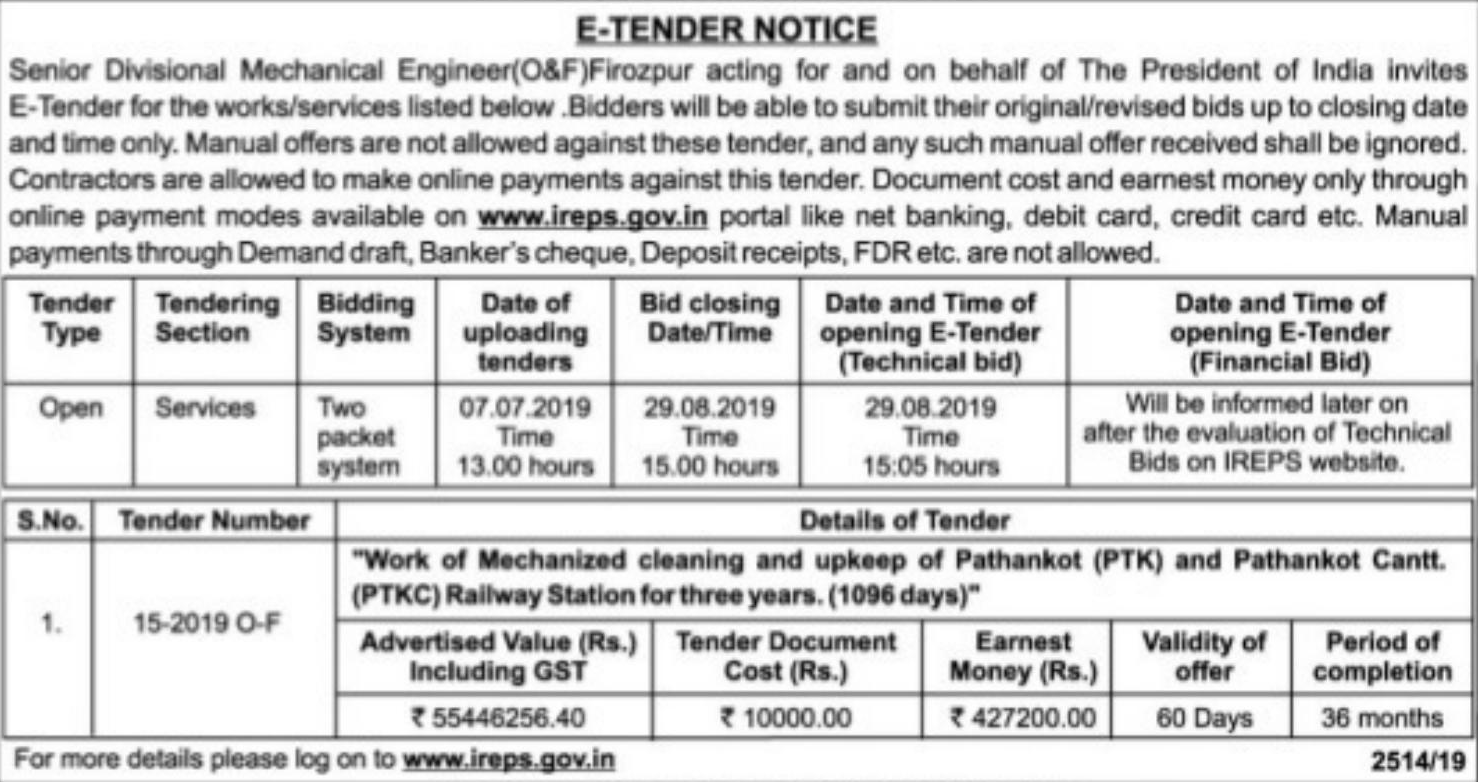 E-TENDER NOTICE
Senior Divisional Mechanical Engineer(O&F)Firozpur acting for and on behalf of The President of India invites
E-Tender for the works/services listed below .Bidders will be able to submit their original/revised bids up to closing date
and time only. Manual offers are not allowed against these tender, and any such manual offer received shall be ignored.
Contractors are allowed to make online payments against this tender. Document cost and earnest money only through
online payment modes available on www.ireps.gov.in portal like net banking, debit card, credit card etc. Manual
payments through Demand draft, Banker's cheque, Deposit receipts, FDR etc. are not allowed.
Tender Type | Tendering Section | Bidding System | Date of uploading tenders | Bid closing Date/Time | Date and Time of opening E-Tender (Technical bid) | Date and Time of opening E-Tender (Financial Bid)
Open | Services | Two packet system | 07.07.2019 Time 13.00 hours | 29.08.2019 Time 15.00 hours | 29.08.2019 Time 15:05 hours | Will be informed later on after the evaluation of Technical Bids on IREPS website.
S.No. | Tender Number | Details of Tender
1. | 15-2019 O-F | "Work of Mechanized cleaning and upkeep of Pathankot (PTK) and Pathankot Cantt.
(PTKC) Railway Station for three years. (1096 days)"
Advertised Value (Rs.) Including GST | Tender Document Cost (Rs.) | Earnest Money (Rs.) | Validity of offer | Period of completion
₹ 55446256.40 | ₹ 10000.00 | ₹ 427200.00 | 60 Days | 36 months
For more details please log on to www.ireps.gov.in 2514/19